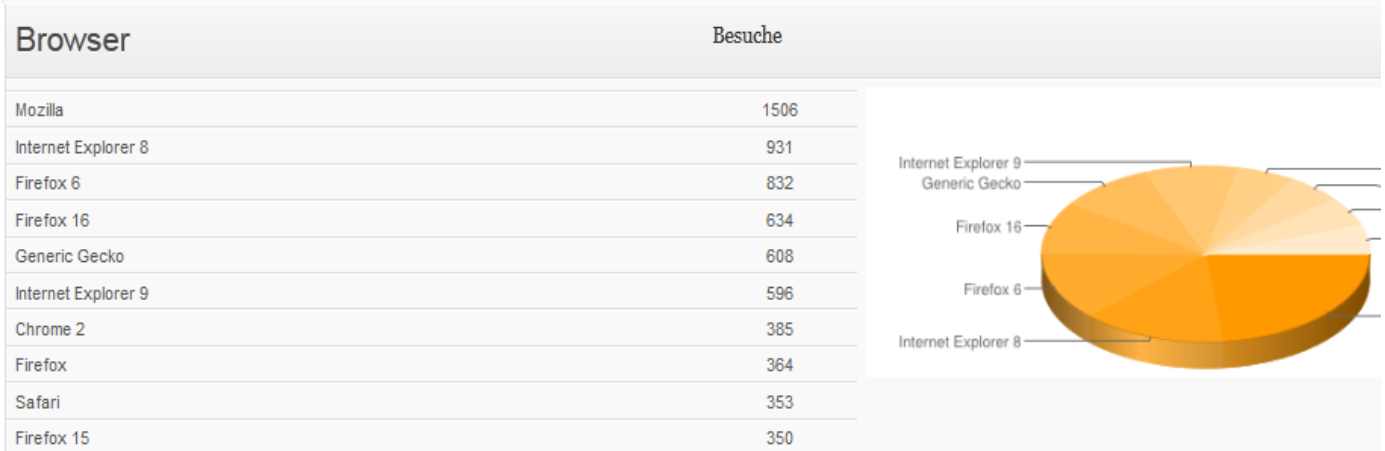 Browser Besuche
Mozilla 1506
Internet Explorer 8 931
Firefox 6 832
Firefox 16 634
Generic Gecko 608
Internet Explorer 9 596
Chrome 2 385
Firefox 364
Safari 353
Firefox 15 350
Internet Explorer 9
Generic Gecko
Firefox 16
Firefox 6
Internet Explorer 8